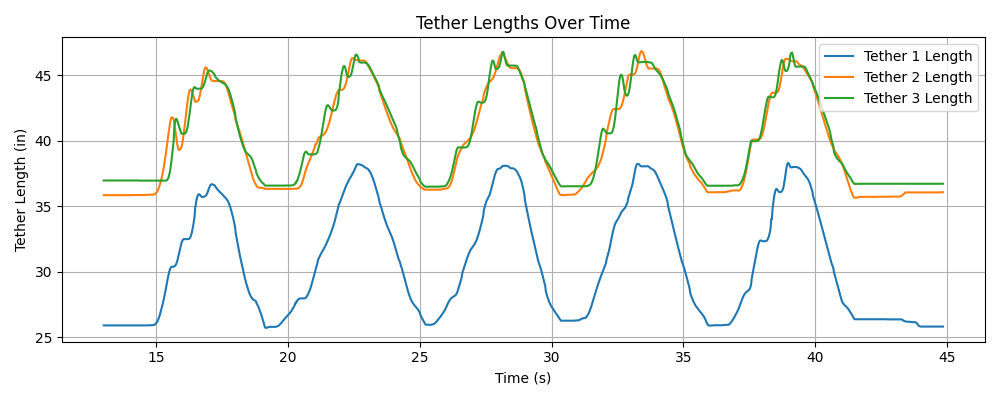 Tether Lengths Over Time
Tether Length (in)
45
40
35
30
25
Tether 1 Length
Tether 2 Length
Tether 3 Length
15 20 25 30 35 40 45
Time (s)